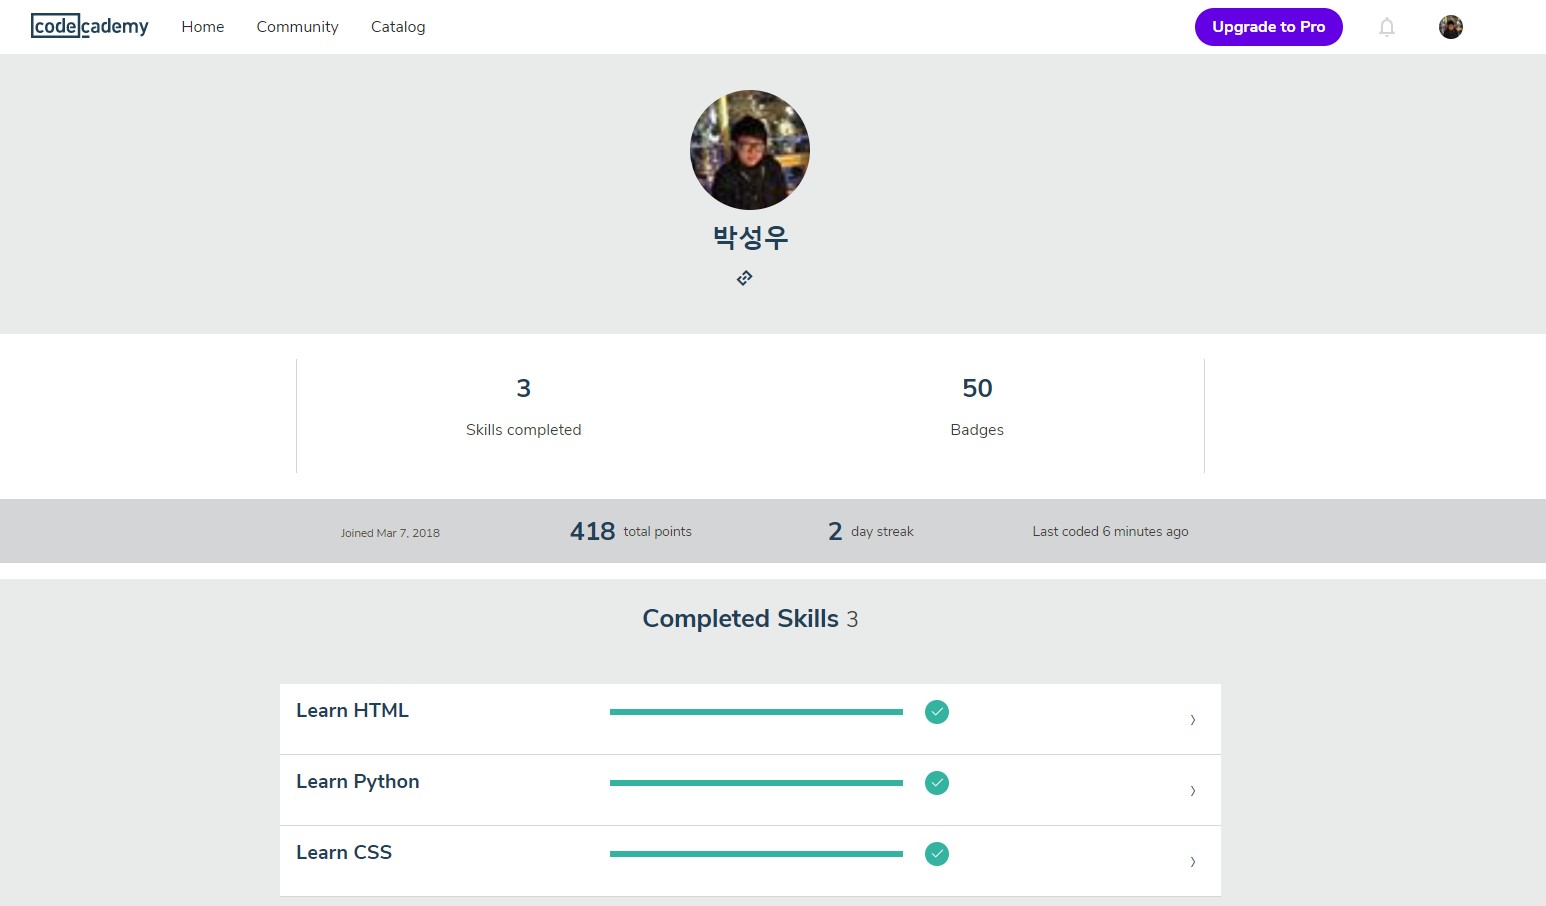 codecademy Home Community Catalog Upgrade to Pro
박성우
3 50
Skills completed Badges
Joined Mar 7, 2018 418 total points 2 day streak Last coded 6 minutes ago
Completed Skills 3
Learn HTML
Learn Python
Learn CSS